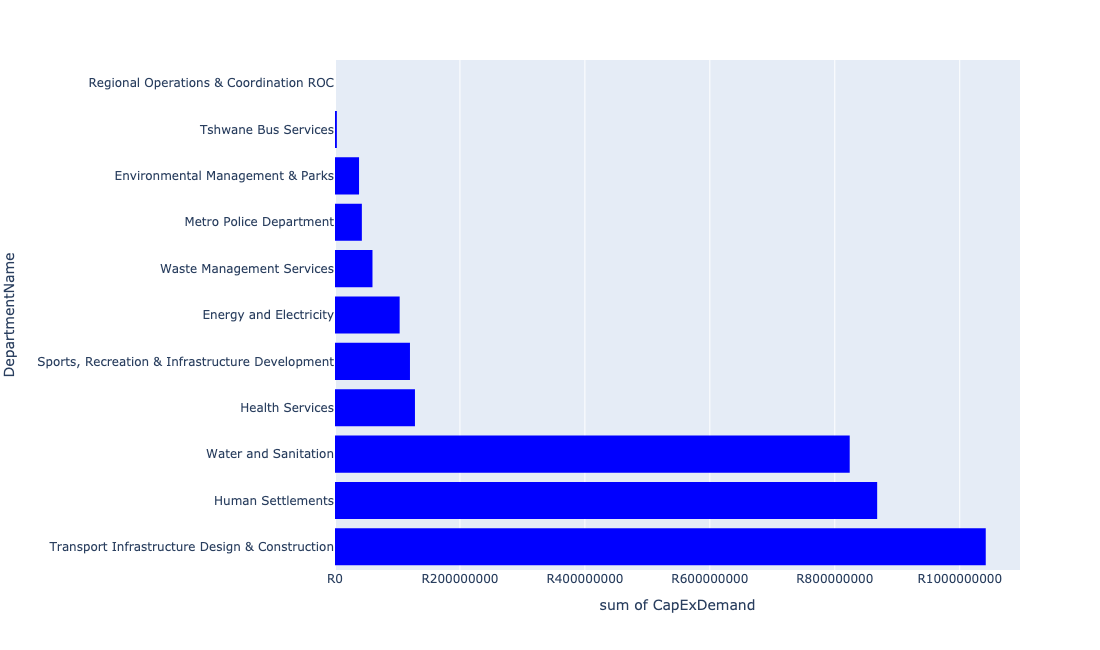 Regional Operations & Coordination ROC
Tshwane Bus Services
Environmental Management & Parks
Metro Police Department
Waste Management Services
Energy and Electricity
Sports, Recreation & Infrastructure Development
Health Services
Water and Sanitation
Human Settlements
Transport Infrastructure Design & Construction
DepartmentName
R0 R200000000 R400000000 R600000000 R800000000 R1000000000
sum of CapExDemand